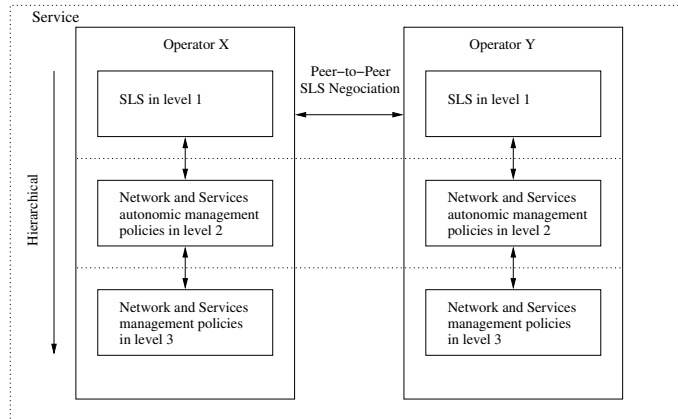 Service
Operator X
Operator Y
Peer−to−Peer
SLS Negociation
SLS in level 1
SLS in level 1
Hierarchical
Network and Services
autonomic management
policies in level 2
Network and Services
autonomic management
policies in level 2
Network and Services
management policies
in level 3
Network and Services
management policies
in level 3